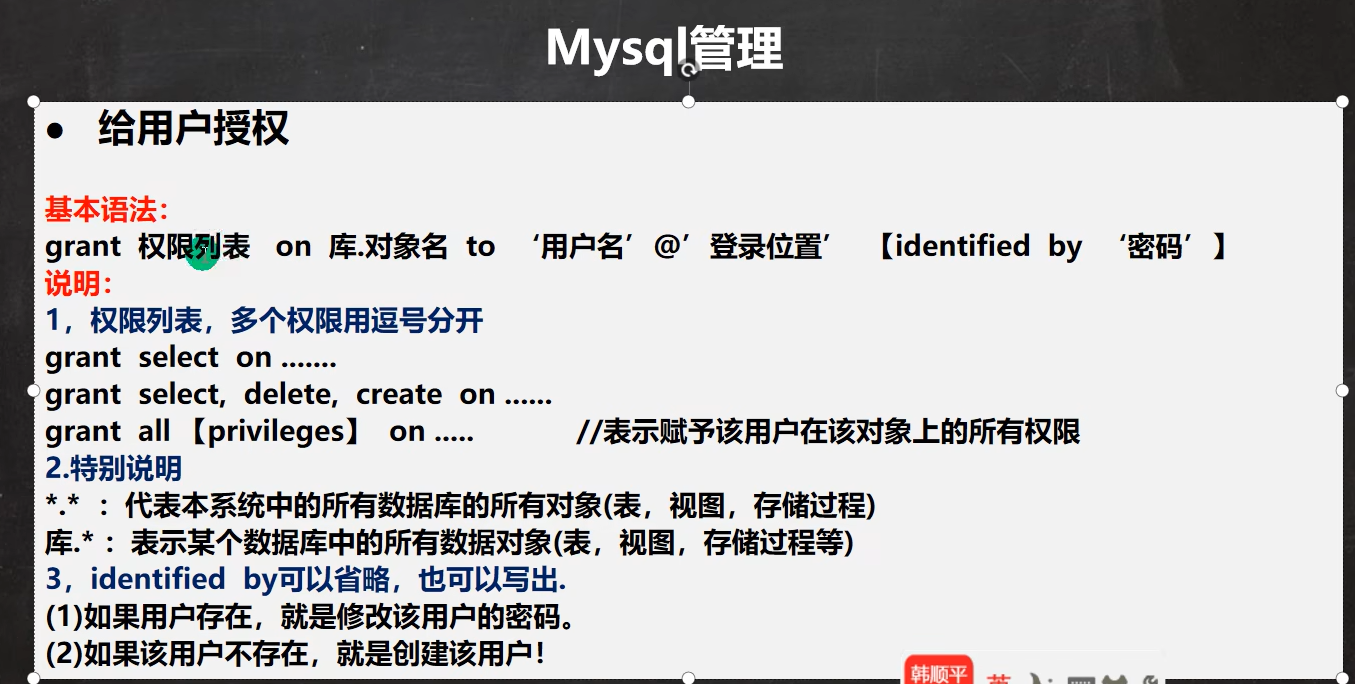 Mysql管理
● 给用户授权
基本语法：
grant 权限列表 on 库.对象名 to ‘用户名’@’登录位置’ 【identified by ‘密码’】
说明：
1，权限列表，多个权限用逗号分开
grant select on .......
grant select, delete, create on ......
grant all 【privileges】 on ..... //表示赋予该用户在该对象上的所有权限
2.特别说明
*.* ：代表本系统中的所有数据库的所有对象(表，视图，存储过程)
库.*：表示某个数据库中的所有数据对象(表，视图，存储过程等)
3，identified by可以省略，也可以写出.
(1)如果用户存在，就是修改该用户的密码。
(2)如果该用户不存在，就是创建该用户！
韩顺平